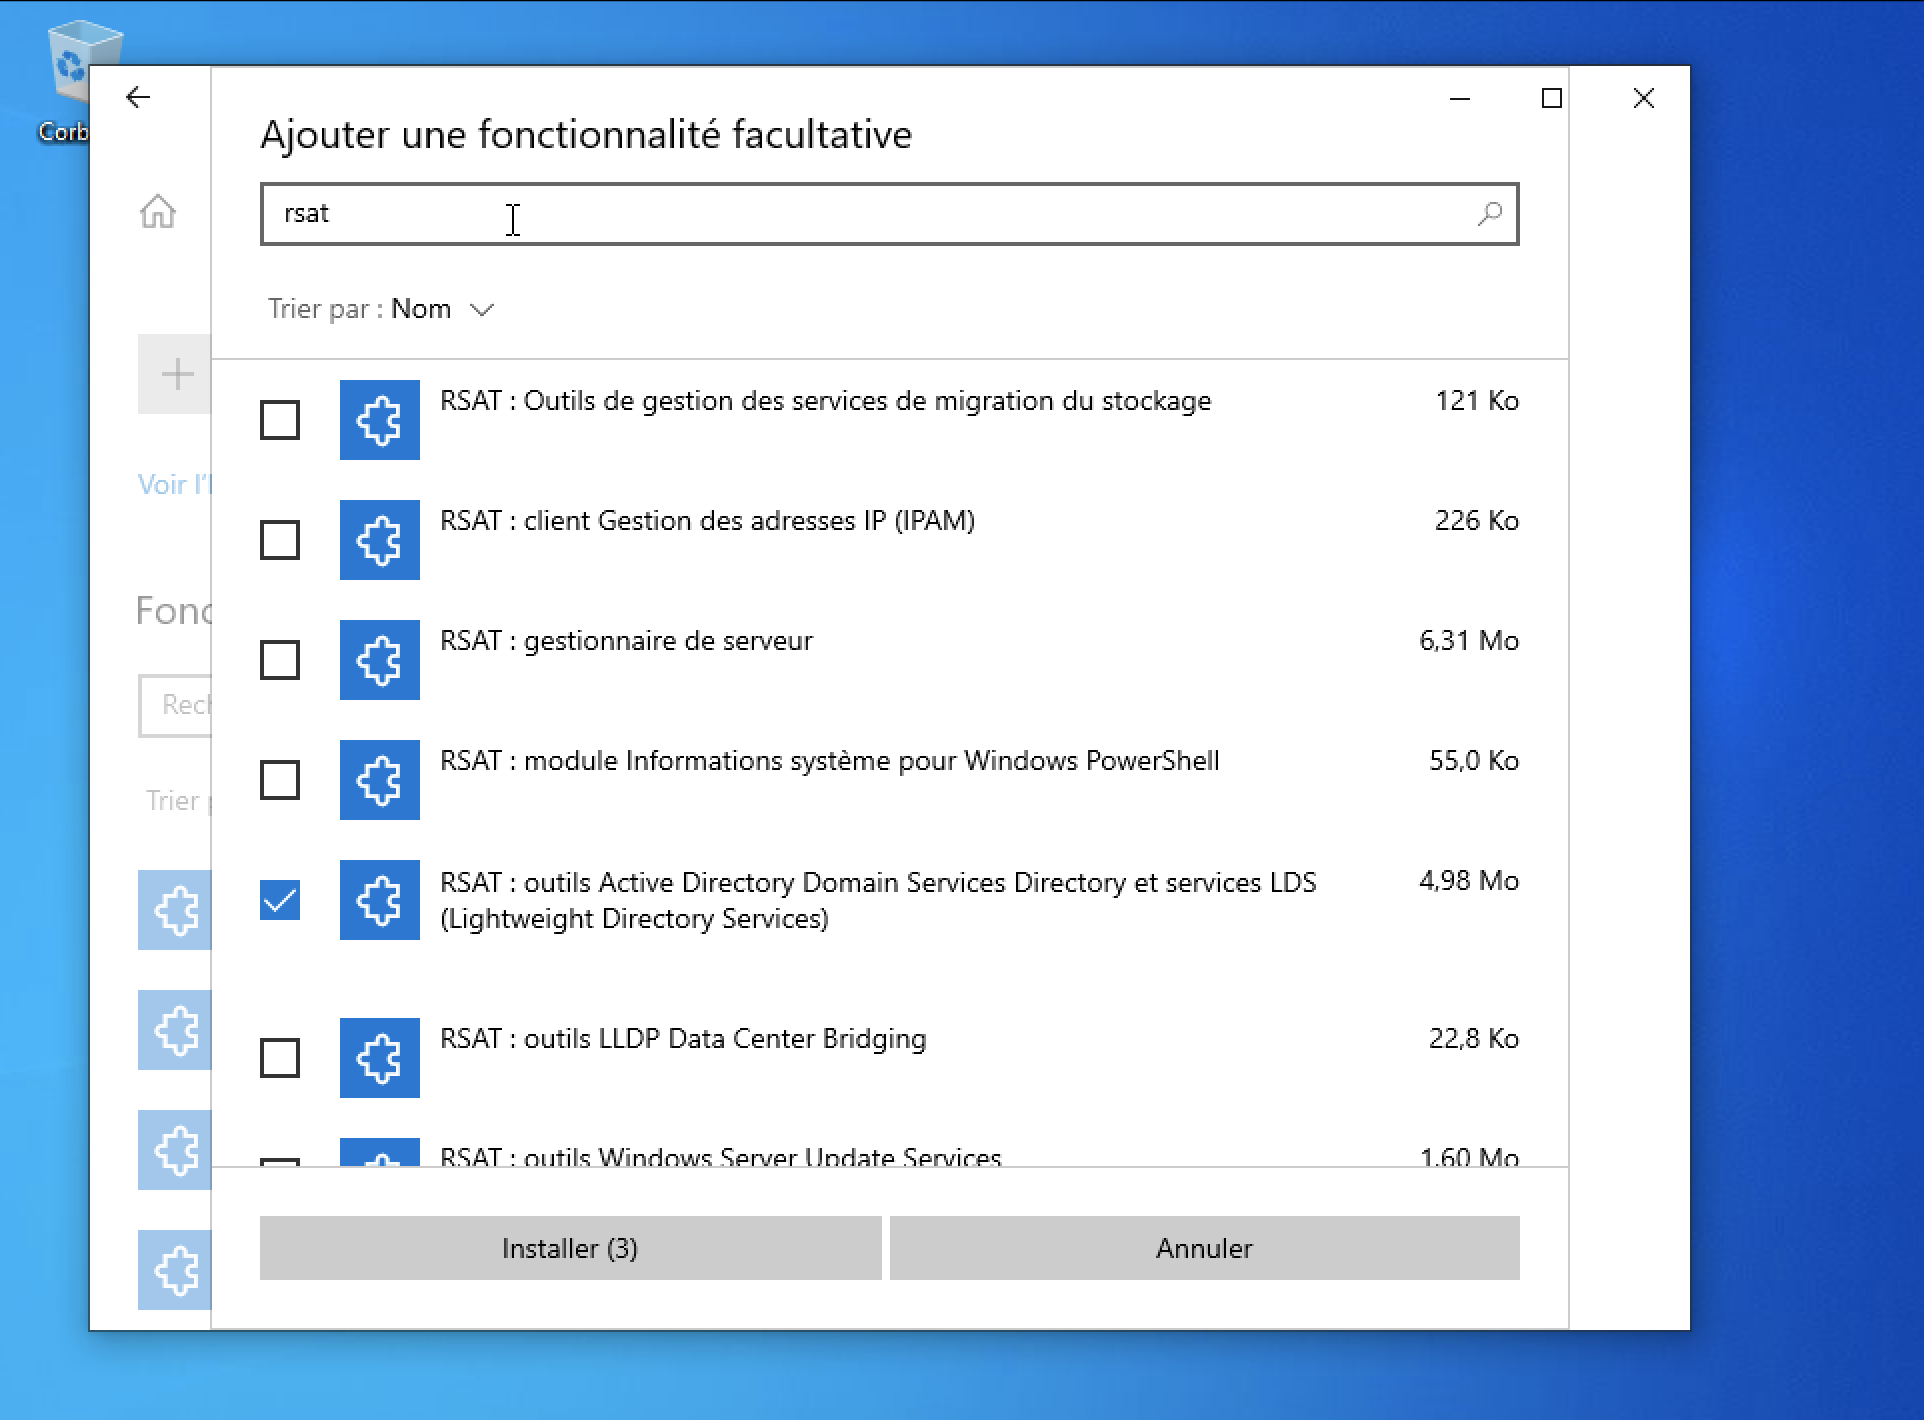 Corb
Ajouter une fonctionnalité facultative
rsat
Trier par : Nom
RSAT : Outils de gestion des services de migration du stockage 121 Ko
Voir l'l
RSAT : client Gestion des adresses IP (IPAM) 226 Ko
Fonc
RSAT : gestionnaire de serveur 6,31 Mo
Rech
RSAT : module Informations système pour Windows PowerShell 55,0 Ko
Trier p
RSAT : outils Active Directory Domain Services Directory et services LDS 4,98 Mo
(Lightweight Directory Services)
RSAT : outils LLDP Data Center Bridging 22,8 Ko
RSAT : outils Windows Server Update Services 1,60 Mo
Installer (3) Annuler